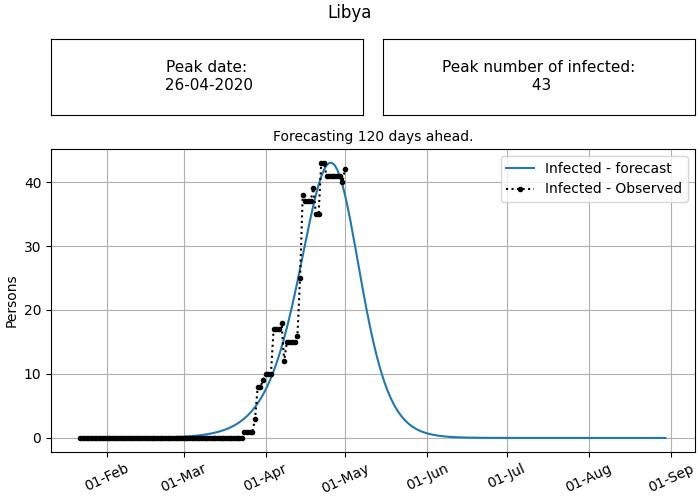 Libya
Peak date:
26-04-2020
Peak number of infected:
43
Forecasting 120 days ahead.
Infected - forecast
Infected - Observed
Persons
40
30
20
10
0
01-Feb
01-Mar
01-Apr
01-May
01-Jun
01-Jul
01-Aug
01-Sep